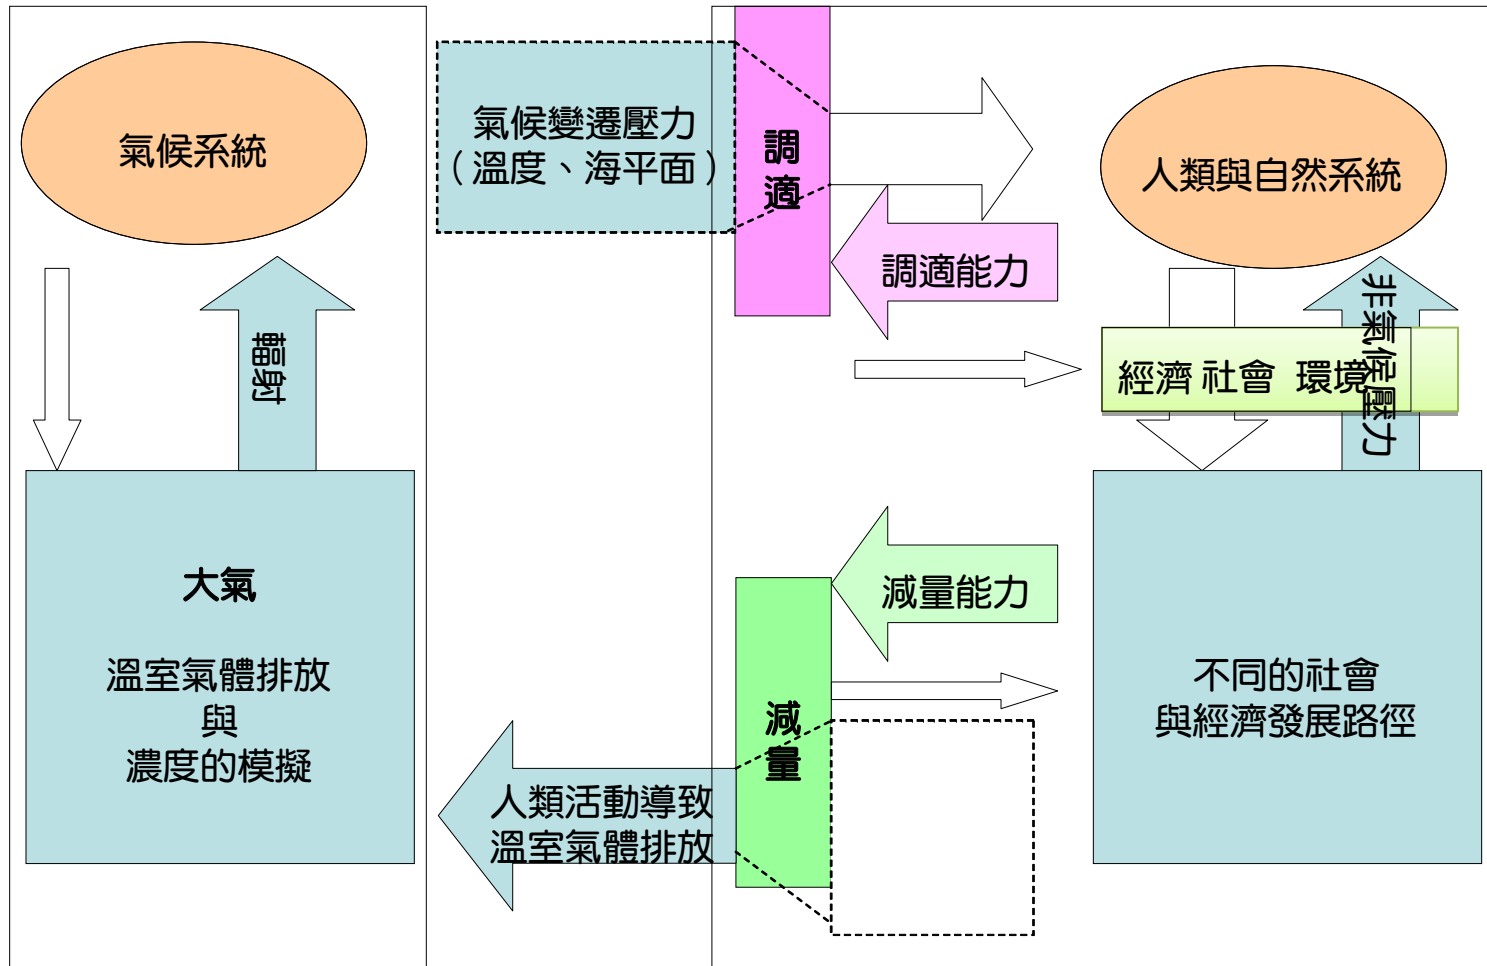 氣候系統
輻射
大氣
溫室氣體排放
與
濃度的模擬
氣候變遷壓力
（溫度、海平面）
調
適
調適能力
人類與自然系統
經濟 社會 環境
非氣候壓力
減量能力
減
量
人類活動導致
溫室氣體排放
不同的社會
與經濟發展路徑